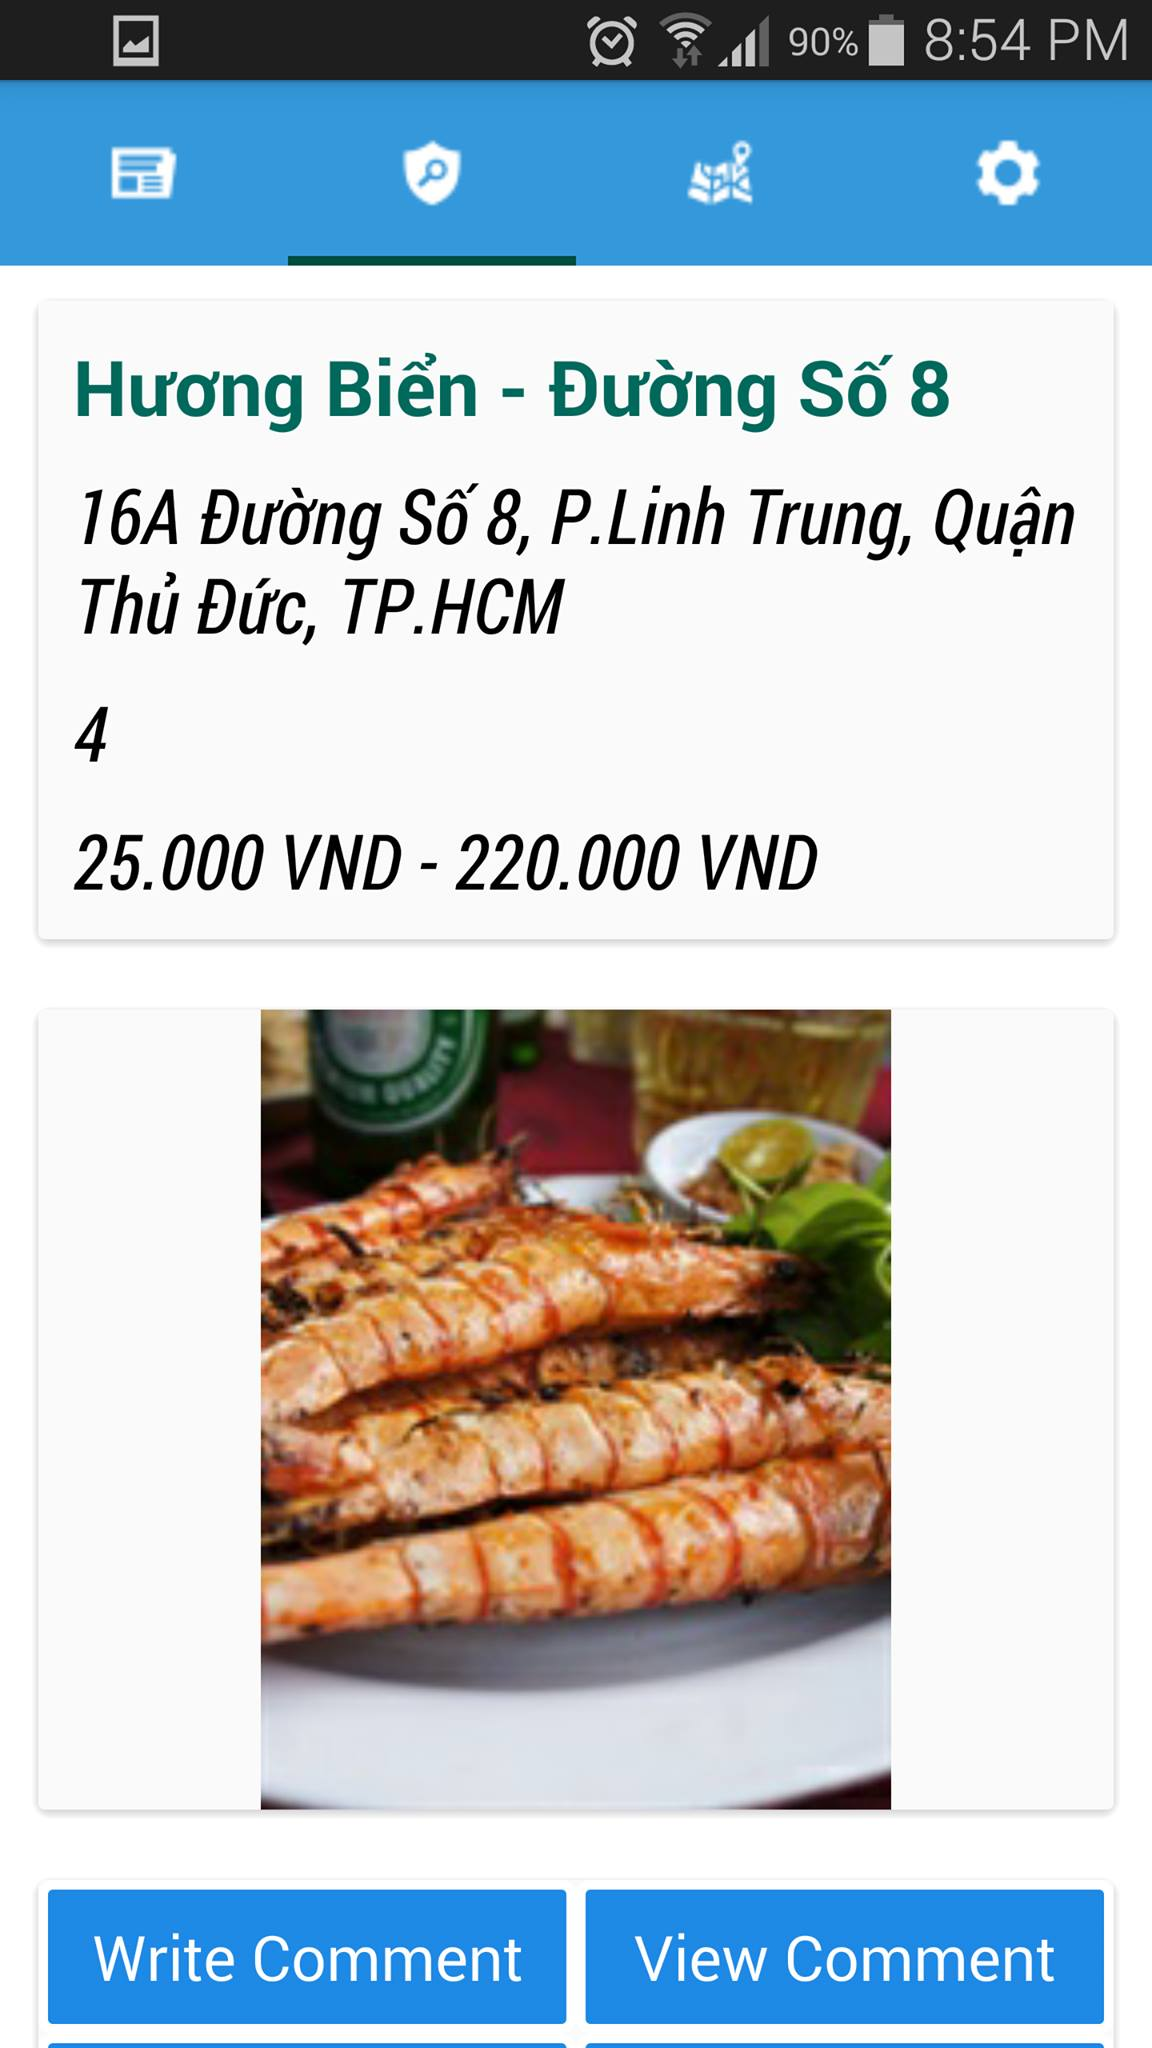 90% 8:54 PM
Hương Biển - Đường Số 8
16A Đường Số 8, P.Linh Trung, Quận
Thủ Đức, TP.HCM
4
25.000 VND - 220.000 VND
QUALITY
Write Comment View Comment